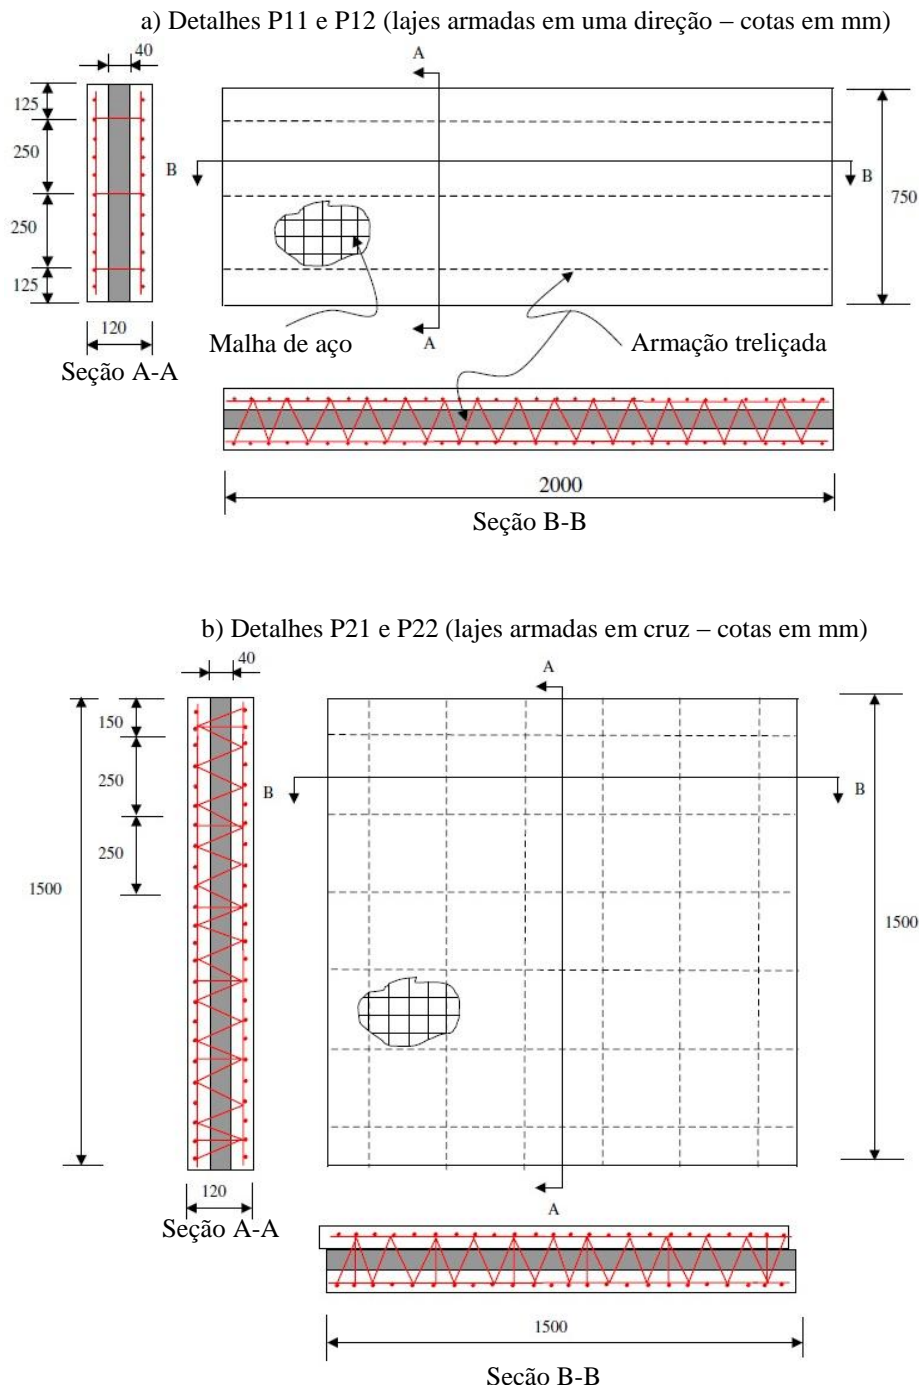 a) Detalhes P11 e P12 (lajes armadas em uma direção – cotas em mm)
40
A
125
250
B
B
750
250
125
120
Malha de aço
A
Armação treliçada
Seção A-A
2000
Seção B-B
b) Detalhes P21 e P22 (lajes armadas em cruz – cotas em mm)
40
A
150
250
B
B
250
1500
1500
120
A
Seção A-A
1500
Seção B-B